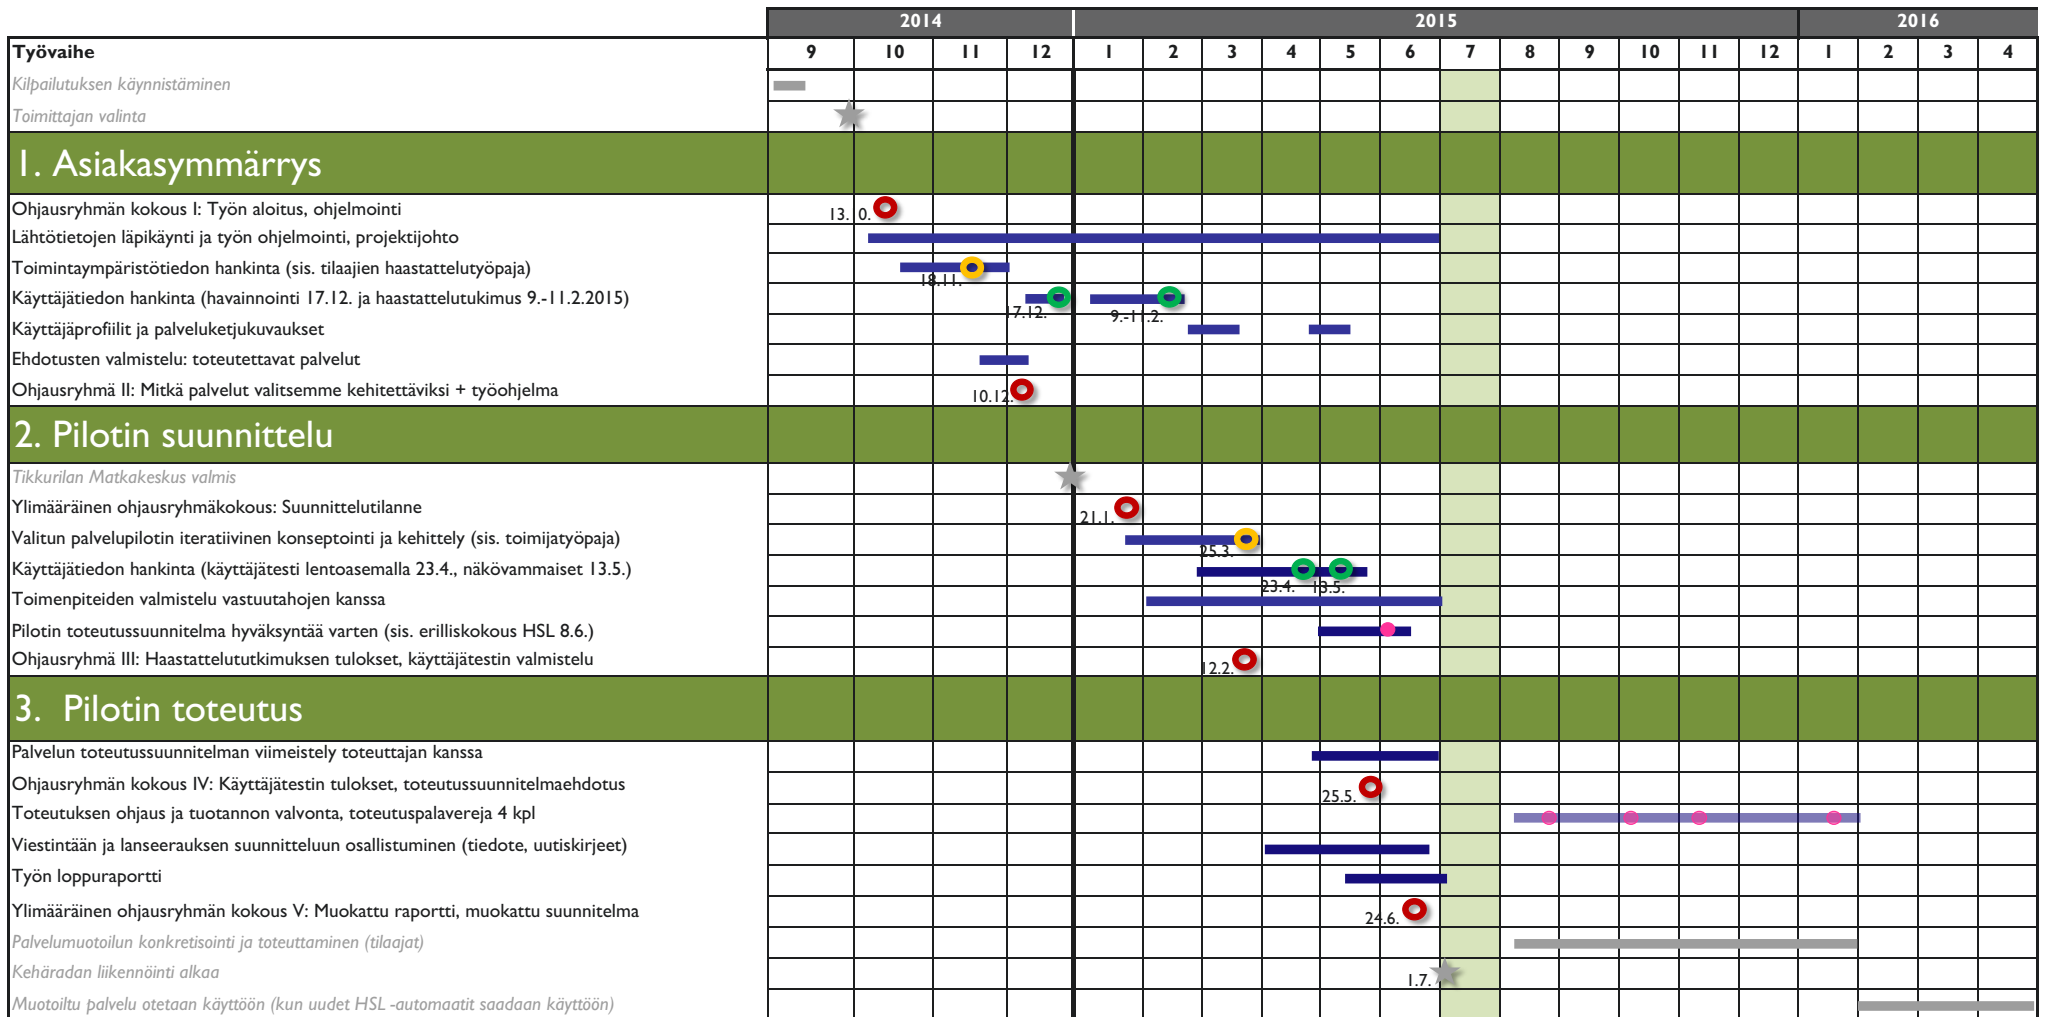 2014 2015 2016
Työvaihe 9 10 11 12 1 2 3 4 5 6 7 8 9 10 11 12 1 2 3 4
Kilpailutuksen käynnistäminen
Toimittajan valinta
1. Asiakasymmärrys
Ohjausryhmän kokous I: Työn aloitus, ohjelmointi 13.10.
Lähtötietojen läpikäynti ja työn ohjelmointi, projektijohto
Toimintaympäristötiedon hankinta (sis. tilaajien haastattelutyöpaja) 18.11.
Käyttäjätiedon hankinta (havainnointi 17.12. ja haastattelutukimus 9.-11.2.2015) 17.12. 9.-11.2.
Käyttäjäprofiilit ja palveluketjukuvaukset
Ehdotusten valmistelu: toteutettavat palvelut
Ohjausryhmä II: Mitkä palvelut valitsemme kehitettäviksi + työohjelma 10.12.
2. Pilotin suunnittelu
Tikkurilan Matkakeskus valmis
Ylimääräinen ohjausryhmäkokous: Suunnittelutilanne 21.1.
Valitun palvelupilotin iteratiivinen konseptointi ja kehittely (sis. toimijatyöpaja) 25.3.
Käyttäjätiedon hankinta (käyttäjätesti lentoasemalla 23.4., näkövammaiset 13.5.) 23.4. 13.5.
Toimenpiteiden valmistelu vastuutahojen kanssa
Pilotin toteutussuunnitelma hyväksyntää varten (sis. erilliskokous HSL 8.6.)
Ohjausryhmä III: Haastattelututkimuksen tulokset, käyttäjätestin valmistelu 12.2.
3. Pilotin toteutus
Palvelun toteutussuunnitelman viimeistely toteuttajan kanssa
Ohjausryhmän kokous IV: Käyttäjätestin tulokset, toteutussuunnitelmaehdotus 25.5.
Toteutuksen ohjaus ja tuotannon valvonta, toteutuspalavereja 4 kpl
Viestintään ja lanseerauksen suunnitteluun osallistuminen (tiedote, uutiskirjeet)
Työn loppuraportti
Ylimääräinen ohjausryhmän kokous V: Muokattu raportti, muokattu suunnitelma 24.6.
Palvelumuotoilun konkretisointi ja toteuttaminen (tilaajat)
Kehäradan liikennöinti alkaa 1.7.
Muotoiltu palvelu otetaan käyttöön (kun uudet HSL -automaatit saadaan käyttöön)